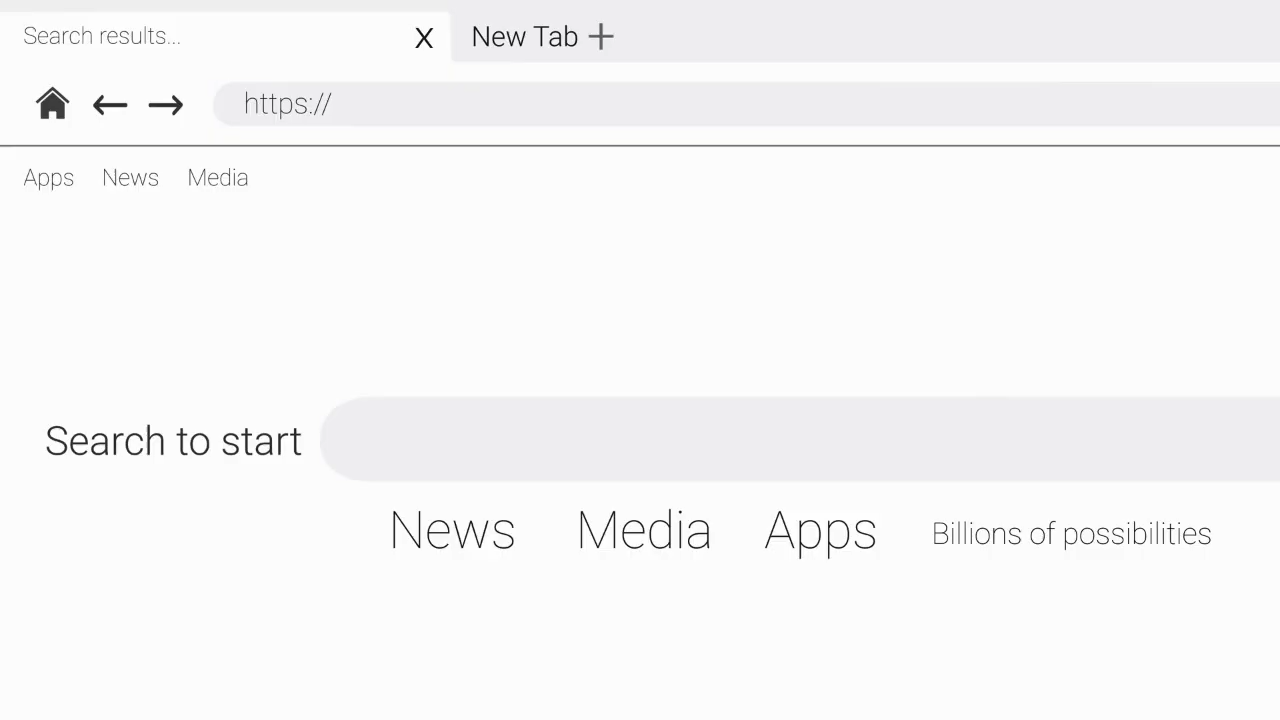 Search results... X New Tab +
https://
Apps News Media
Search to start
News Media Apps Billions of possibilities